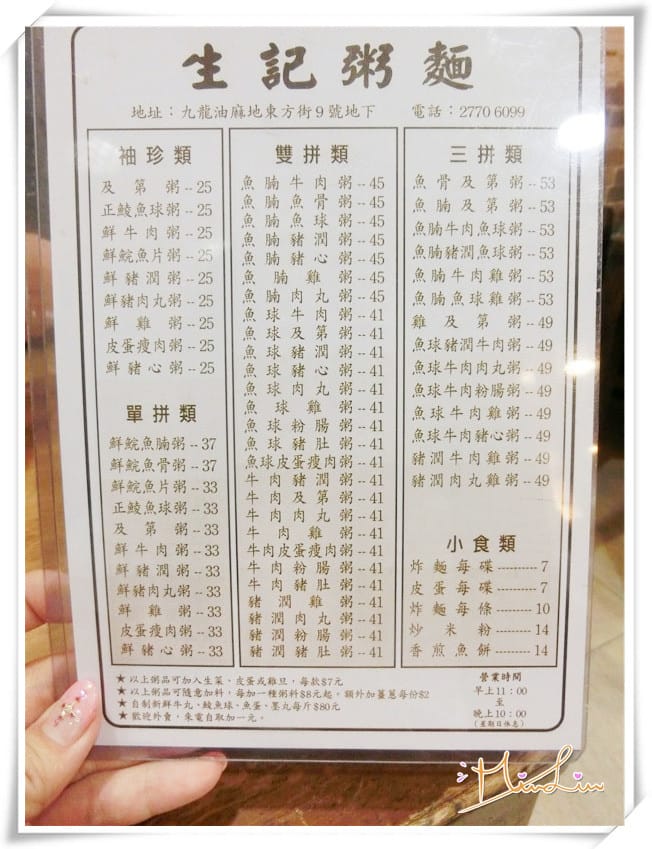 生記粥麵
地址：九龍油麻地東方街9號地下 電話：2770 6099
袖珍類
及第粥--25
正鯪魚球粥--25
鮮牛肉粥--25
鮮鯇魚片粥--25
鮮豬潤粥--25
鮮豬肉丸粥--25
鮮雞粥--25
皮蛋瘦肉粥--25
鮮豬心粥--25
單拼類
鮮鯇魚腩粥--37
鮮鯇魚骨粥--37
鮮鯇魚片粥--33
正鯪魚球粥--33
及第粥--33
鮮牛肉粥--33
鮮豬潤粥--33
鮮豬肉丸粥--33
鮮雞粥--33
皮蛋瘦肉粥--33
鮮豬心粥--33
雙拼類
魚腩牛肉粥--45
魚腩魚骨粥--45
魚腩魚球粥--45
魚腩豬潤粥--45
魚腩豬心粥--45
魚腩雞粥--45
魚腩肉丸粥--45
魚球牛肉粥--41
魚球及第粥--41
魚球豬潤粥--41
魚球豬心粥--41
魚球肉丸粥--41
魚球雞粥--41
魚球粉腸粥--41
魚球豬肚粥--41
魚球皮蛋瘦肉粥--41
牛肉豬潤粥--41
牛肉及第粥--41
牛肉肉丸粥--41
牛肉雞粥--41
牛肉皮蛋瘦肉粥--41
牛肉粉腸粥--41
牛肉豬肚粥--41
豬潤雞粥--41
豬潤肉丸粥--41
豬潤粉腸粥--41
豬潤豬肚粥--41
三拼類
魚骨及第粥--53
魚腩及第粥--53
魚腩牛肉魚球粥--53
魚腩豬潤魚球粥--53
魚腩牛肉雞粥--53
魚腩魚球雞粥--53
雞及第粥--49
魚球豬潤牛肉粥--49
魚球牛肉肉丸粥--49
魚球牛肉粉腸粥--49
魚球牛肉雞粥--49
魚球牛肉豬心粥--49
豬潤牛肉雞粥--49
豬潤肉丸雞粥--49
小食類
炸麵每碟----------7
皮蛋每碟----------7
炸麵每條---------10
炒米粉---------14
香煎魚餅---------14
★以上粥品可加入生菜、皮蛋或雞旦，每款$7元
★以上粥品可隨意加料，每加一種粥料$8元起。額外加薑蔥每份$2
★自制新鮮牛丸、鯪魚球、魚蛋、墨丸每斤$80元
★歡迎外賣，來電自取加一元。
營業時間
早上11：00
至
晚上10：00
（星期日休息）
MianLiu